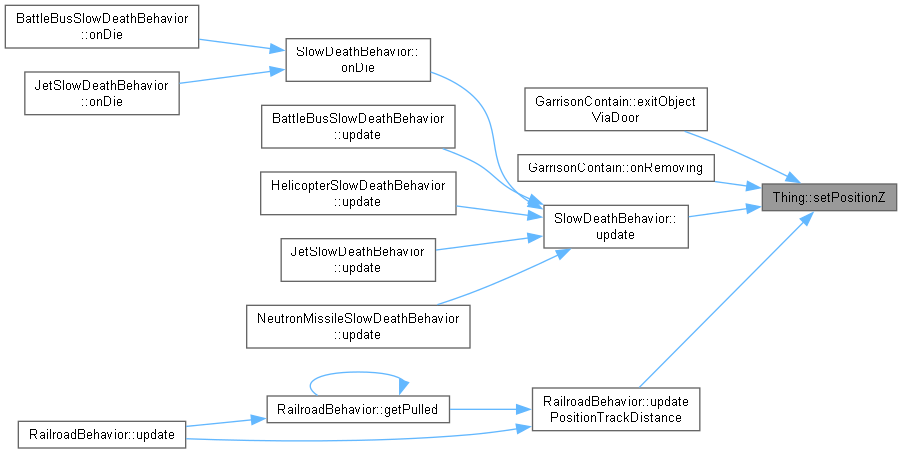 BattleBusSlowDeathBehavior
::onDie
JetSlowDeathBehavior
::onDie
SlowDeathBehavior::
onDie
BattleBusSlowDeathBehavior
::update
HelicopterSlowDeathBehavior
::update
JetSlowDeathBehavior
::update
NeutronMissileSlowDeathBehavior
::update
GarrisonContain::exitObject
ViaDoor
GarrisonContain::onRemoving
SlowDeathBehavior::
update
Thing::setPositionZ
RailroadBehavior::update
RailroadBehavior::getPulled
RailroadBehavior::update
PositionTrackDistance